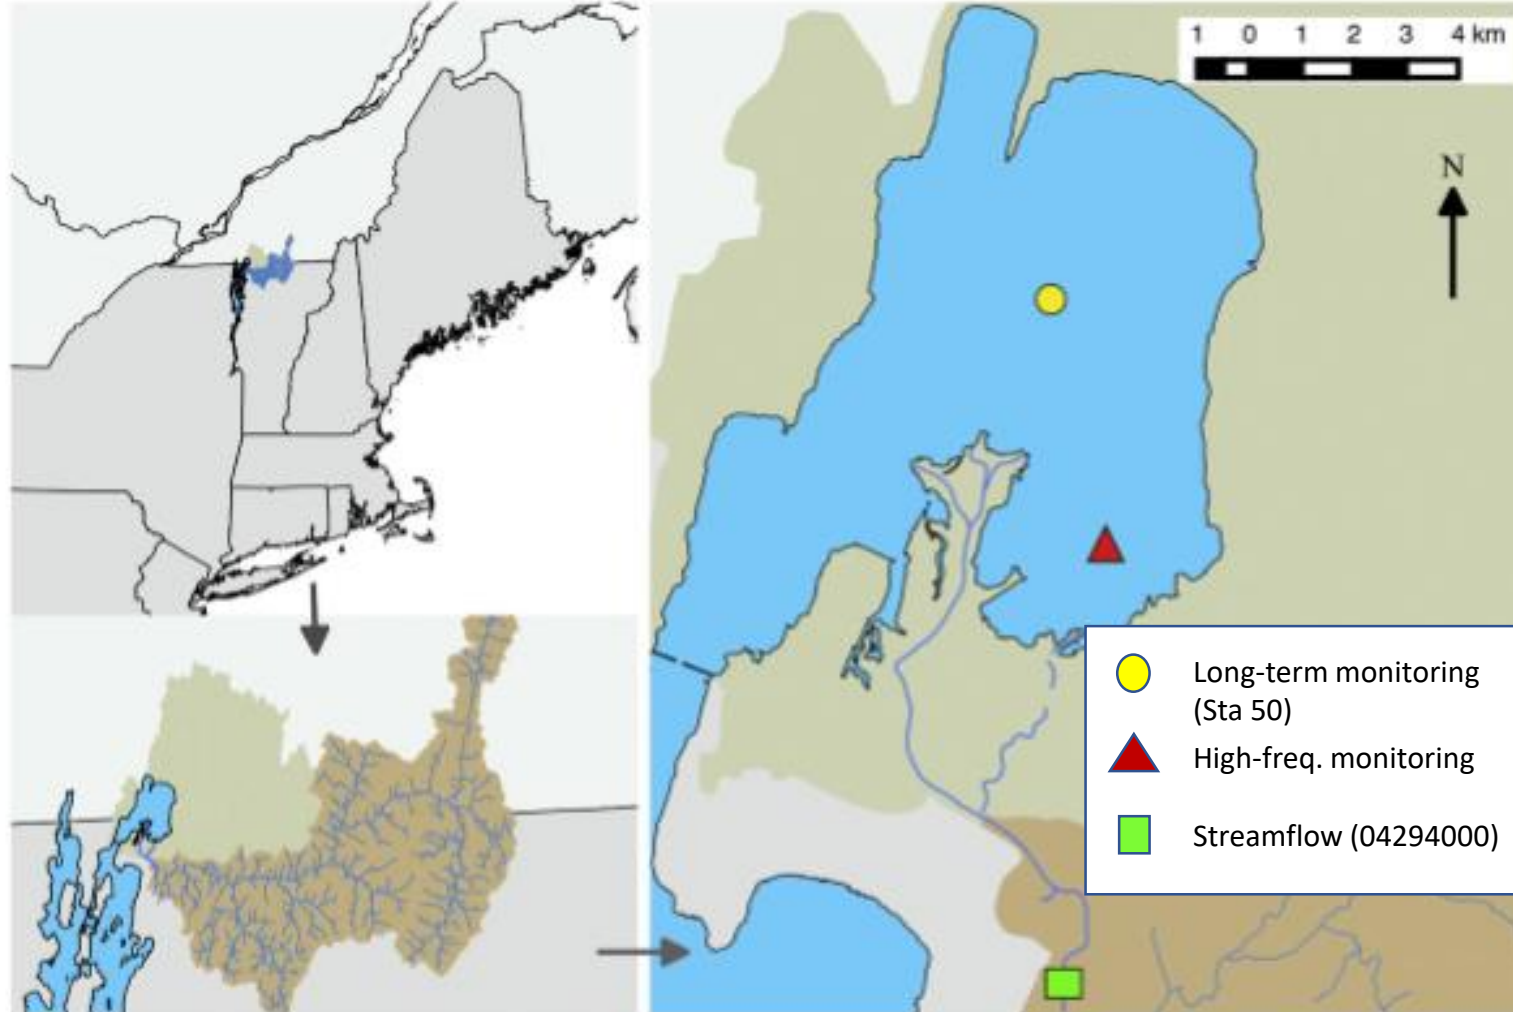 1 0 1 2 3 4 km
N
Long-term monitoring
(Sta 50)
High-freq. monitoring
Streamflow (04294000)